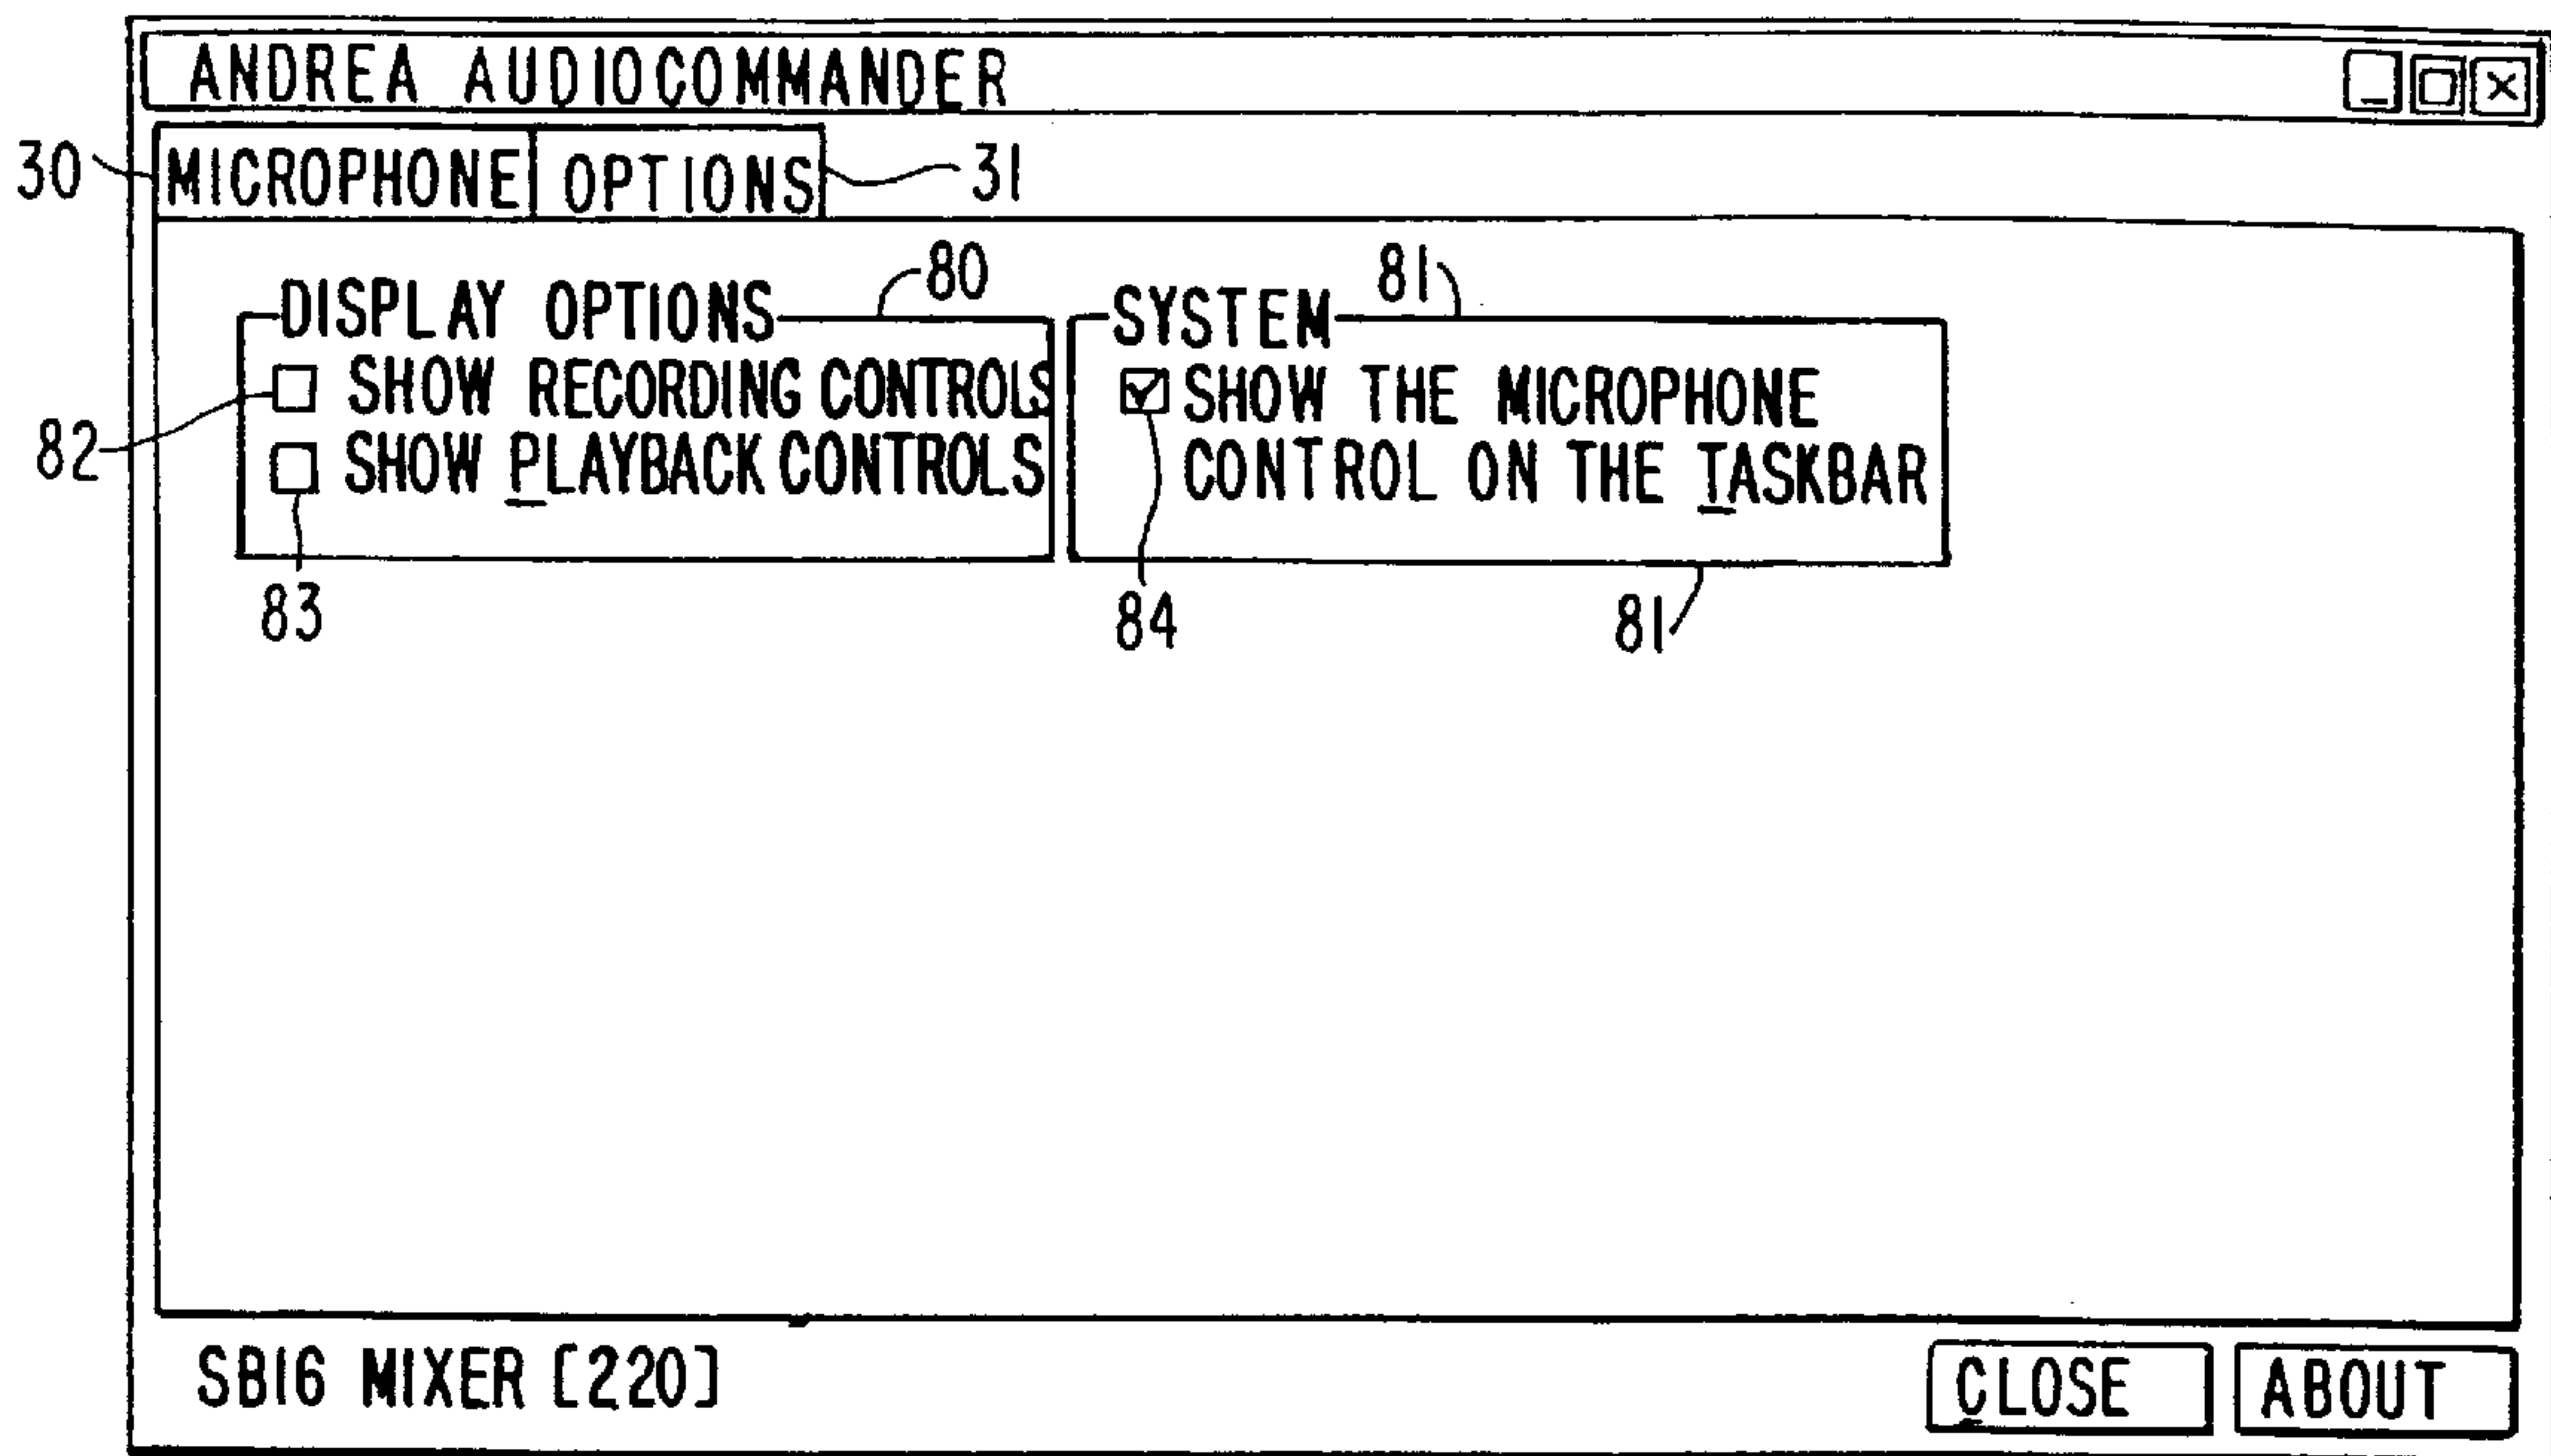 ANDREA AUDIOCOMMANDER
30 MICROPHONE OPTIONS 31
DISPLAY OPTIONS 80
SHOW RECORDING CONTROLS
82
SHOW PLAYBACK CONTROLS
83
SYSTEM 81
SHOW THE MICROPHONE
CONTROL ON THE TASKBAR
84
81
SB16 MIXER [220]
CLOSE ABOUT